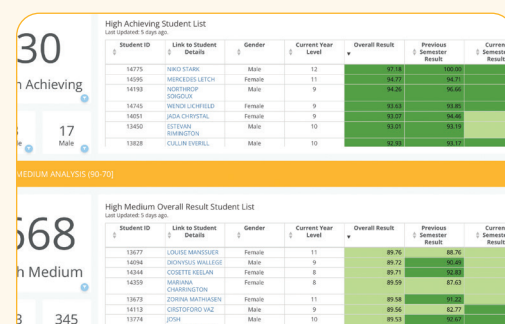 High Achieving Student List
Last Updated: 5 days ago.
30
h Achieving
17
Male
Student ID Link to Student Details Gender Current Year Level Overall Result Previous Semester Result Semester Result
14775 NIKO STARK Male 12 97.18 100.00
14595 MERCEDES LETCH Female 11 94.77 94.71
14193 NORTHROP SOIGOUX Male 9 94.26 96.66
14745 WENDI LICHFIELD Female 9 93.63 93.85
14051 JADA CHRYSTAL Female 9 93.07 94.46
13450 ESTEVAN RIMINGTON Male 10 93.01 93.19
13828 CULLIN EVERILL Male 10 92.93 93.17
MEDIUM ANALYSIS (90-70]
High Medium Overall Result Student List
Last Updated: 5 days ago.
568
h Medium
345
Student ID Link to Student Details Gender Current Year Level Overall Result Previous Semester Result Result
13677 LOUISE MANSSUER Female 11 89.76 88.76
14094 DIONYSUS WALLEGE Male 9 89.72 90.49
14344 COSETTE KEELAN Female 8 89.71 92.83
14359 MARIANA CHARRINGTON Female 8 89.59 87.63
13673 ZORINA MATHIASEN Female 11 89.58 91.22
14113 CRISTOFORO VAZ Male 9 89.56 82.77
13774 JOSH Male 10 89.53 92.67